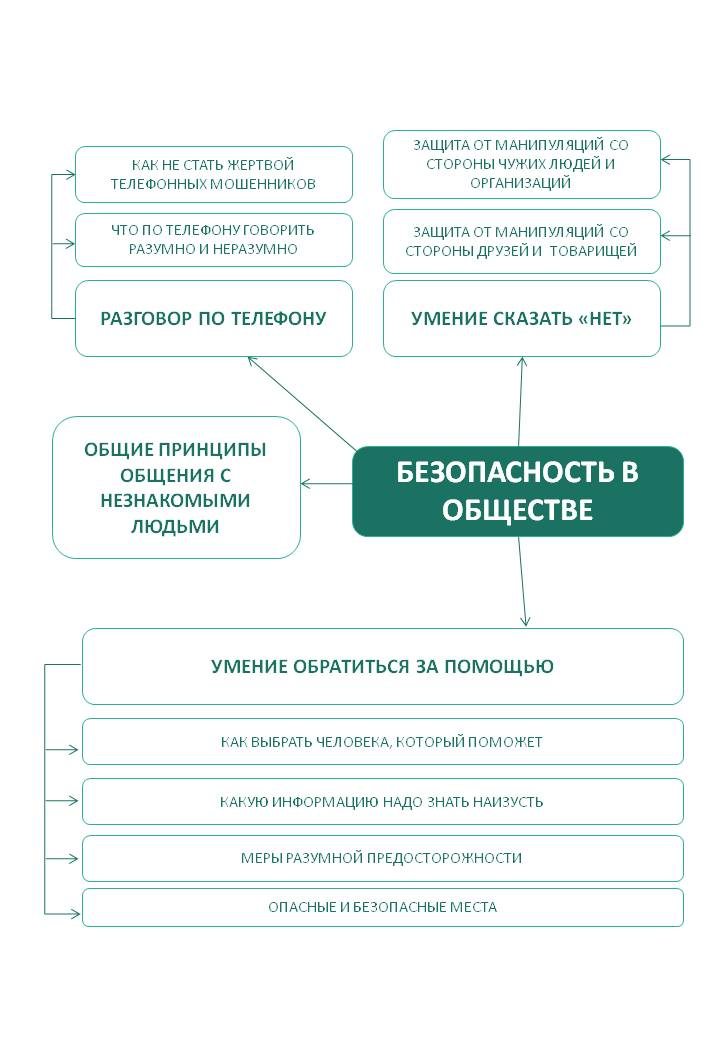 КАК НЕ СТАТЬ ЖЕРТВОЙ
ТЕЛЕФОННЫХ МОШЕННИКОВ
ЧТО ПО ТЕЛЕФОНУ ГОВОРИТЬ
РАЗУМНО И НЕРАЗУМНО
РАЗГОВОР ПО ТЕЛЕФОНУ
ЗАЩИТА ОТ МАНИПУЛЯЦИЙ СО
СТОРОНЫ ЧУЖИХ ЛЮДЕЙ И
ОРГАНИЗАЦИЙ
ЗАЩИТА ОТ МАНИПУЛЯЦИЙ СО
СТОРОНЫ ДРУЗЕЙ И ТОВАРИЩЕЙ
УМЕНИЕ СКАЗАТЬ «НЕТ»
ОБЩИЕ ПРИНЦИПЫ
ОБЩЕНИЯ С
НЕЗНАКОМЫМИ
ЛЮДЬМИ
БЕЗОПАСНОСТЬ В
ОБЩЕСТВЕ
УМЕНИЕ ОБРАТИТЬСЯ ЗА ПОМОЩЬЮ
КАК ВЫБРАТЬ ЧЕЛОВЕКА, КОТОРЫЙ ПОМОЖЕТ
КАКУЮ ИНФОРМАЦИЮ НАДО ЗНАТЬ НАИЗУСТЬ
МЕРЫ РАЗУМНОЙ ПРЕДОСТОРОЖНОСТИ
ОПАСНЫЕ И БЕЗОПАСНЫЕ МЕСТА